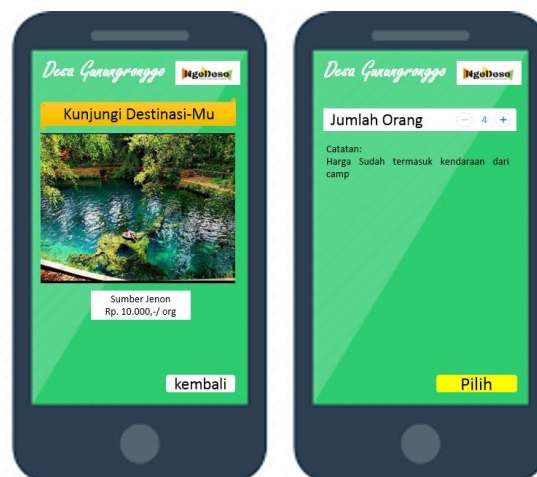 Desa Gunungronggo
NgeDeso
Kunjungi Destinasi-Mu
Sumber Jenon
Rp. 10.000,-/ org
kembali
Desa Gunungronggo
NgeDeso
Jumlah Orang − 4 +
Catatan:
Harga Sudah termasuk kendaraan dari
camp
Pilih